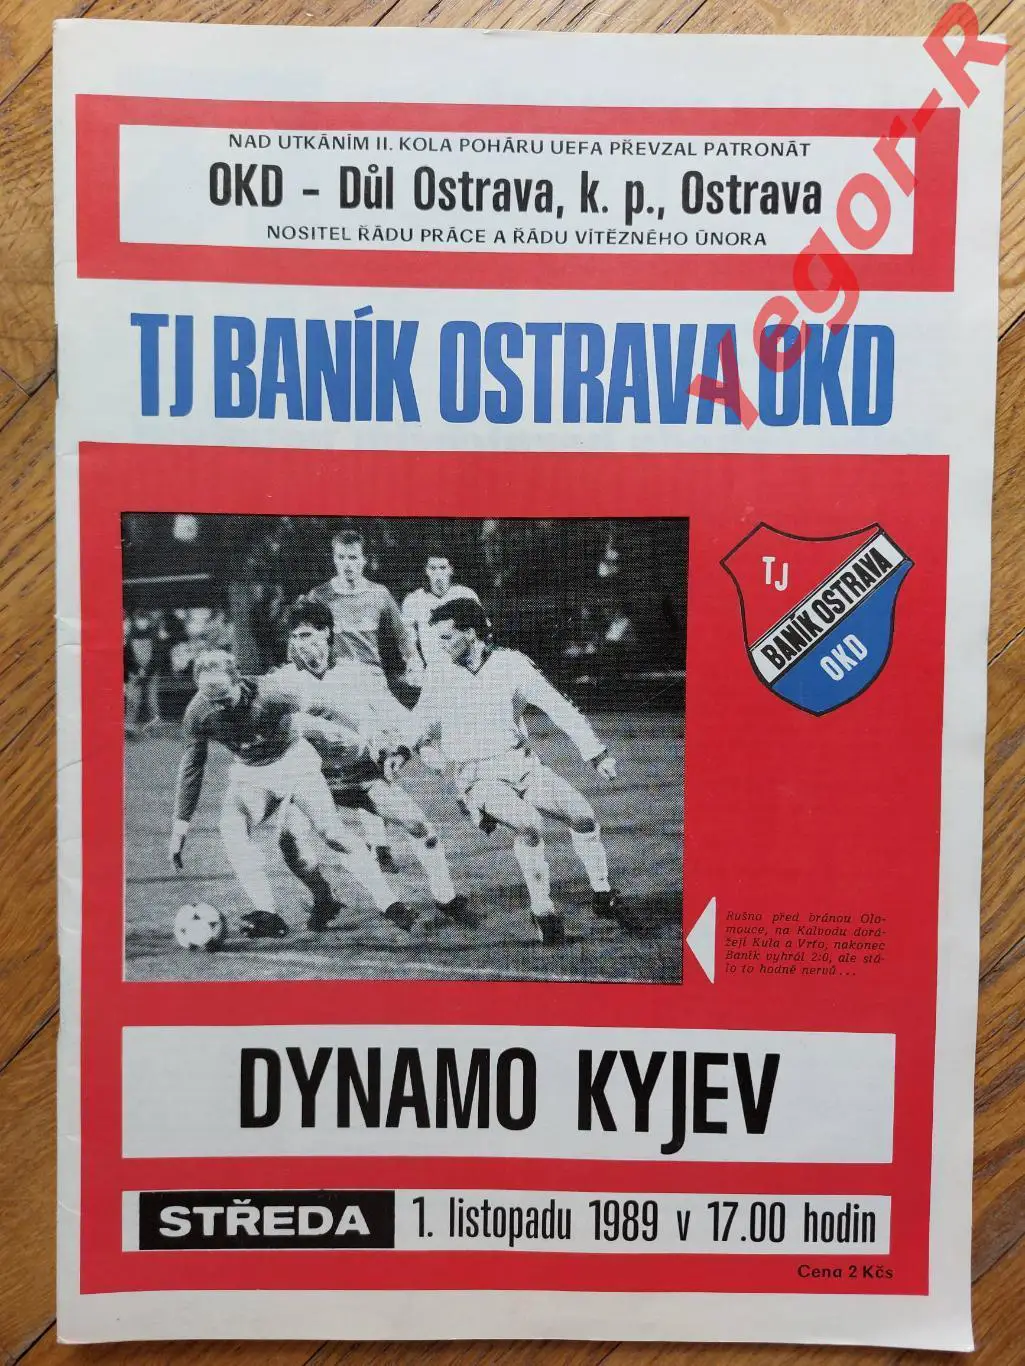 NAD UTKÁNÍM II. KOLA POHÁRU UEFA PŘEVZAL PATRONÁT
OKD - Důl Ostrava, k. p., Ostrava
NOSITEL ŘÁDU PRÁCE A ŘÁDU VÍTĚZNÉHO ÚNORA
TJ BANÍK OSTRAVA OKD
Yegor-R
TJ
BANÍK OSTRAVA
OKD
Rušno před bránou Olo-
mouce, na Kalvodu dorá-
žejí Kula a Vrťo, nakonec
Baník vyhrál 2:0, ale stá-
lo to hodně nervů...
DYNAMO KYJEV
STŘEDA 1. listopadu 1989 v 17.00 hodin
Cena 2 Kčs